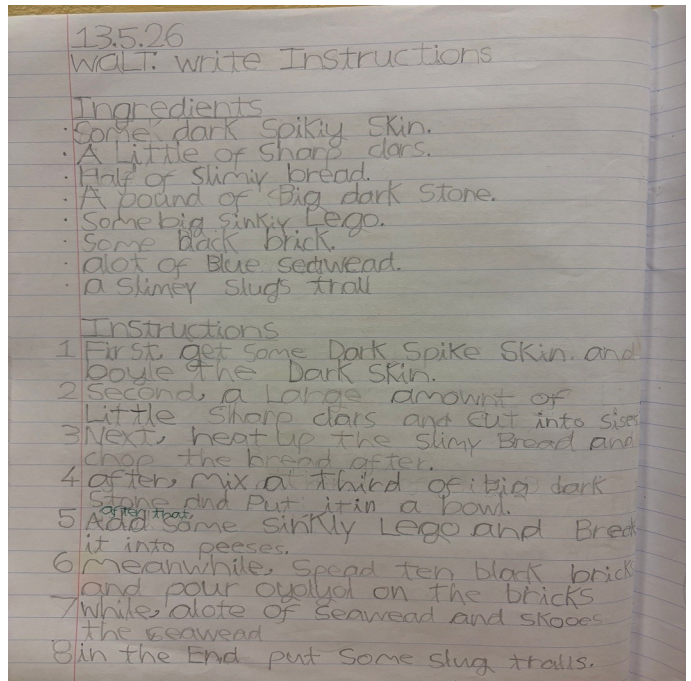 13.5.26
WALT: write Instructions
Ingredients
· Some dark Spikiy Skin.
· A Little of Sharp clars.
· Half of Slimiy bread.
· A pound of Big dark Stone.
· Some big sinkiy Lego.
· Some black brick.
· alot of Blue seawead.
· a Slimey slugs trall
Instructions
1 First, get Some Dark Spike Skin. and
boyle the Dark Skin.
2 Second, a Large amownt of
Little Sharp clars and cut into sises
3 Next, heat up the Slimy Bread and
chop the bread after.
4 after, mix a third of big dark
Stone and Put it in a bowl.
after that,
5 Add some sinkly Lego and Break
it into peeses.
6 Meanwhile, Spead ten black bricks
and pour oyolyol on the bricks
7 while, alote of Seawead and skooes
the seawead
8 in the End put Some slug tralls.